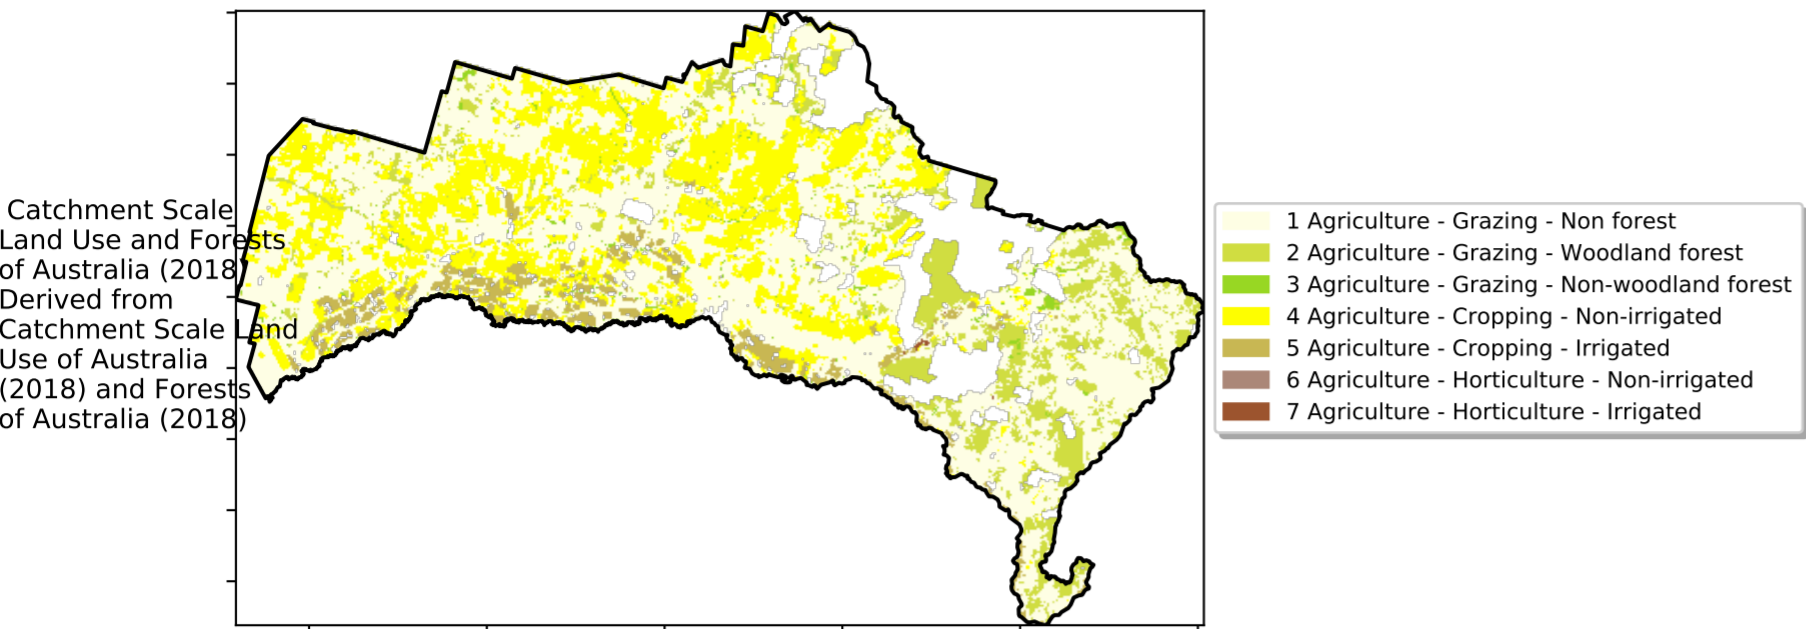 Catchment Scale
Land Use and Forests
of Australia (2018)
Derived from
Catchment Scale Land
Use of Australia
(2018) and Forests
of Australia (2018)
1 Agriculture - Grazing - Non forest
2 Agriculture - Grazing - Woodland forest
3 Agriculture - Grazing - Non-woodland forest
4 Agriculture - Cropping - Non-irrigated
5 Agriculture - Cropping - Irrigated
6 Agriculture - Horticulture - Non-irrigated
7 Agriculture - Horticulture - Irrigated